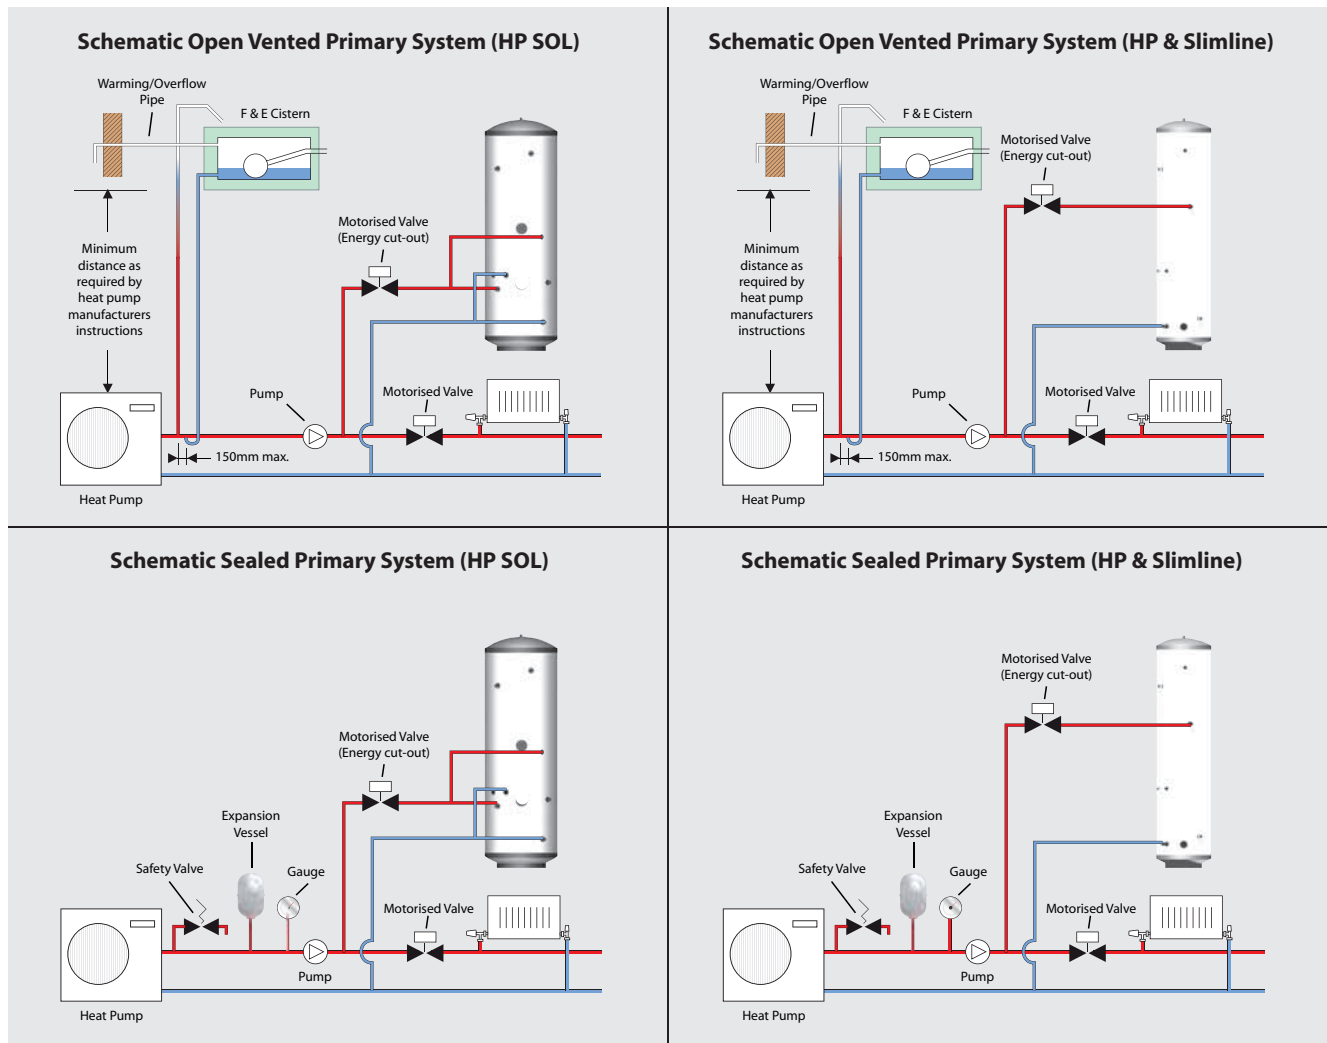 Schematic Open Vented Primary System (HP SOL)
Warming/Overflow
Pipe
F & E Cistern
Motorised Valve
(Energy cut-out)
Minimum
distance as
required by
heat pump
manufacturers
instructions
Pump
Motorised Valve
150mm max.
Heat Pump
Schematic Open Vented Primary System (HP & Slimline)
Warming/Overflow
Pipe
F & E Cistern
Motorised Valve
(Energy cut-out)
Minimum
distance as
required by
heat pump
manufacturers
instructions
Pump
Motorised Valve
150mm max.
Heat Pump
Schematic Sealed Primary System (HP SOL)
Motorised Valve
(Energy cut-out)
Expansion
Vessel
Safety Valve
Gauge
Motorised Valve
Pump
Heat Pump
Schematic Sealed Primary System (HP & Slimline)
Motorised Valve
(Energy cut-out)
Expansion
Vessel
Safety Valve
Gauge
Motorised Valve
Pump
Heat Pump